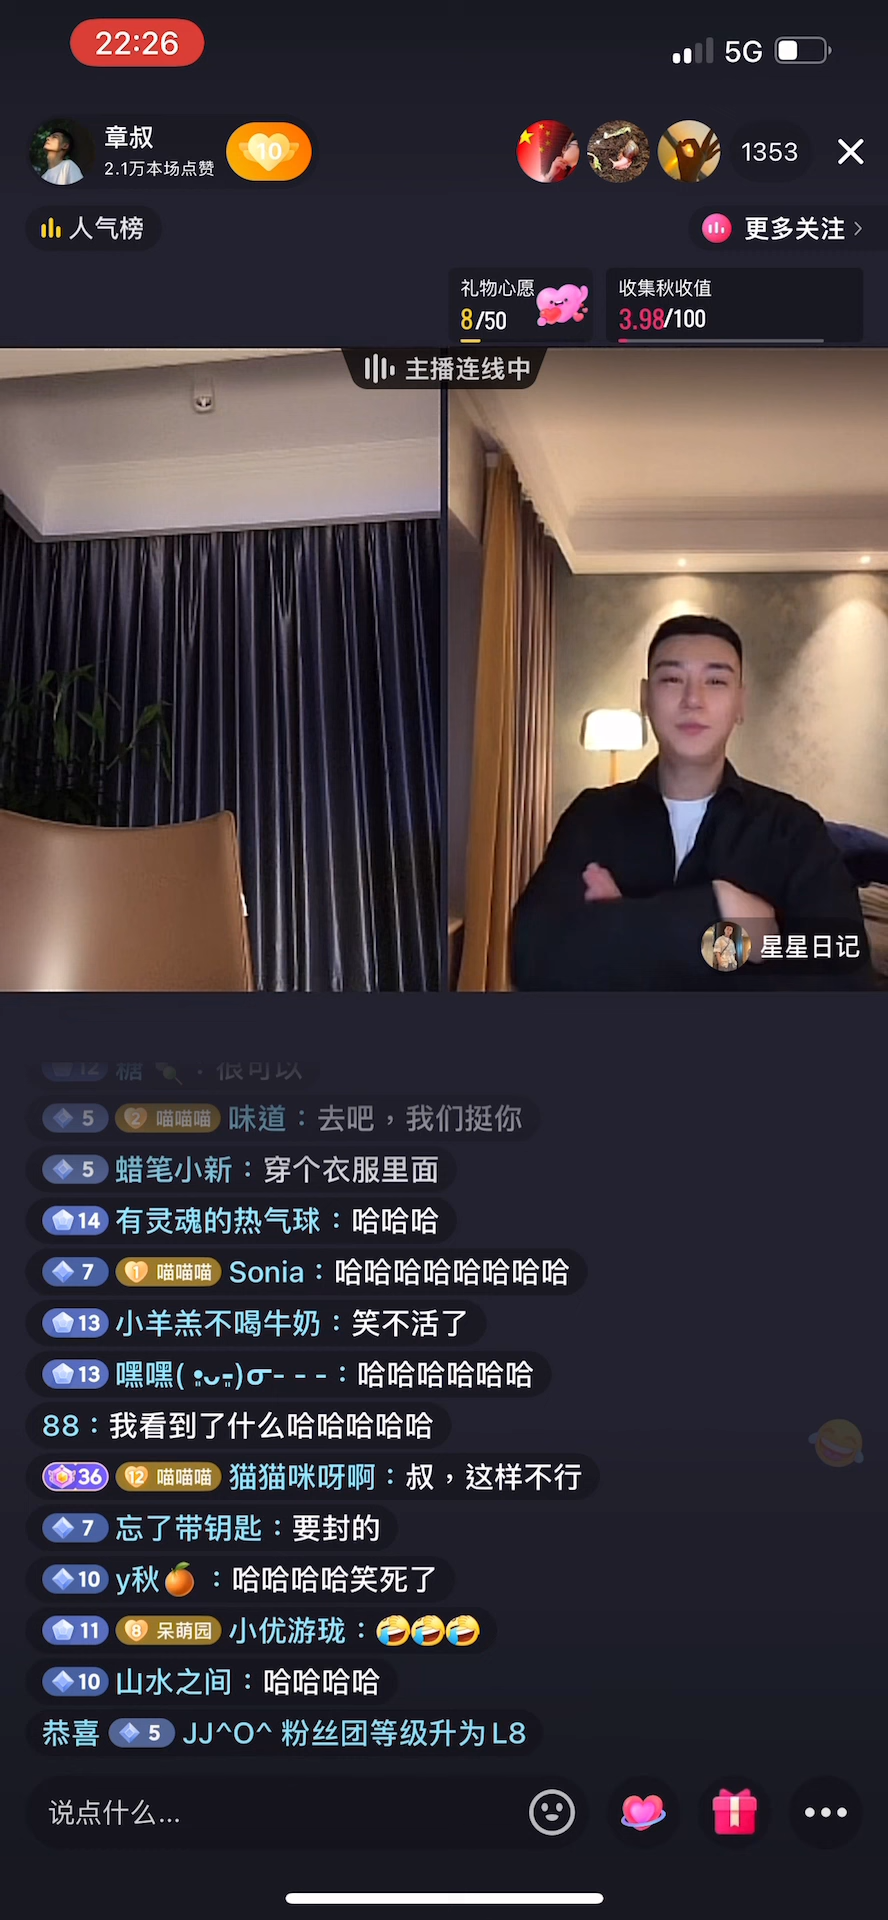 22:26
5G
章叔
2.1万本场点赞
10
1353
人气榜
更多关注 >
礼物心愿
8/50
收集秋收值
3.98/100
主播连线中
星星日记
12 糖 : 很可以
5 2 喵喵喵 味道：去吧，我们挺你
5 蜡笔小新：穿个衣服里面
14 有灵魂的热气球：哈哈哈
7 1 喵喵喵 Sonia：哈哈哈哈哈哈哈哈
13 小羊羔不喝牛奶：笑不活了
13 嘿嘿( •̤ᴗ•̤)σ- - -：哈哈哈哈哈哈
88：我看到了什么哈哈哈哈哈
36 12 喵喵喵 猫猫咪呀啊：叔，这样不行
7 忘了带钥匙：要封的
10 y秋🍊：哈哈哈哈笑死了
11 8 呆萌园 小优游珑：🤣🤣🤣
10 山水之间：哈哈哈哈
恭喜 5 JJ^O^ 粉丝团等级升为L8
说点什么...